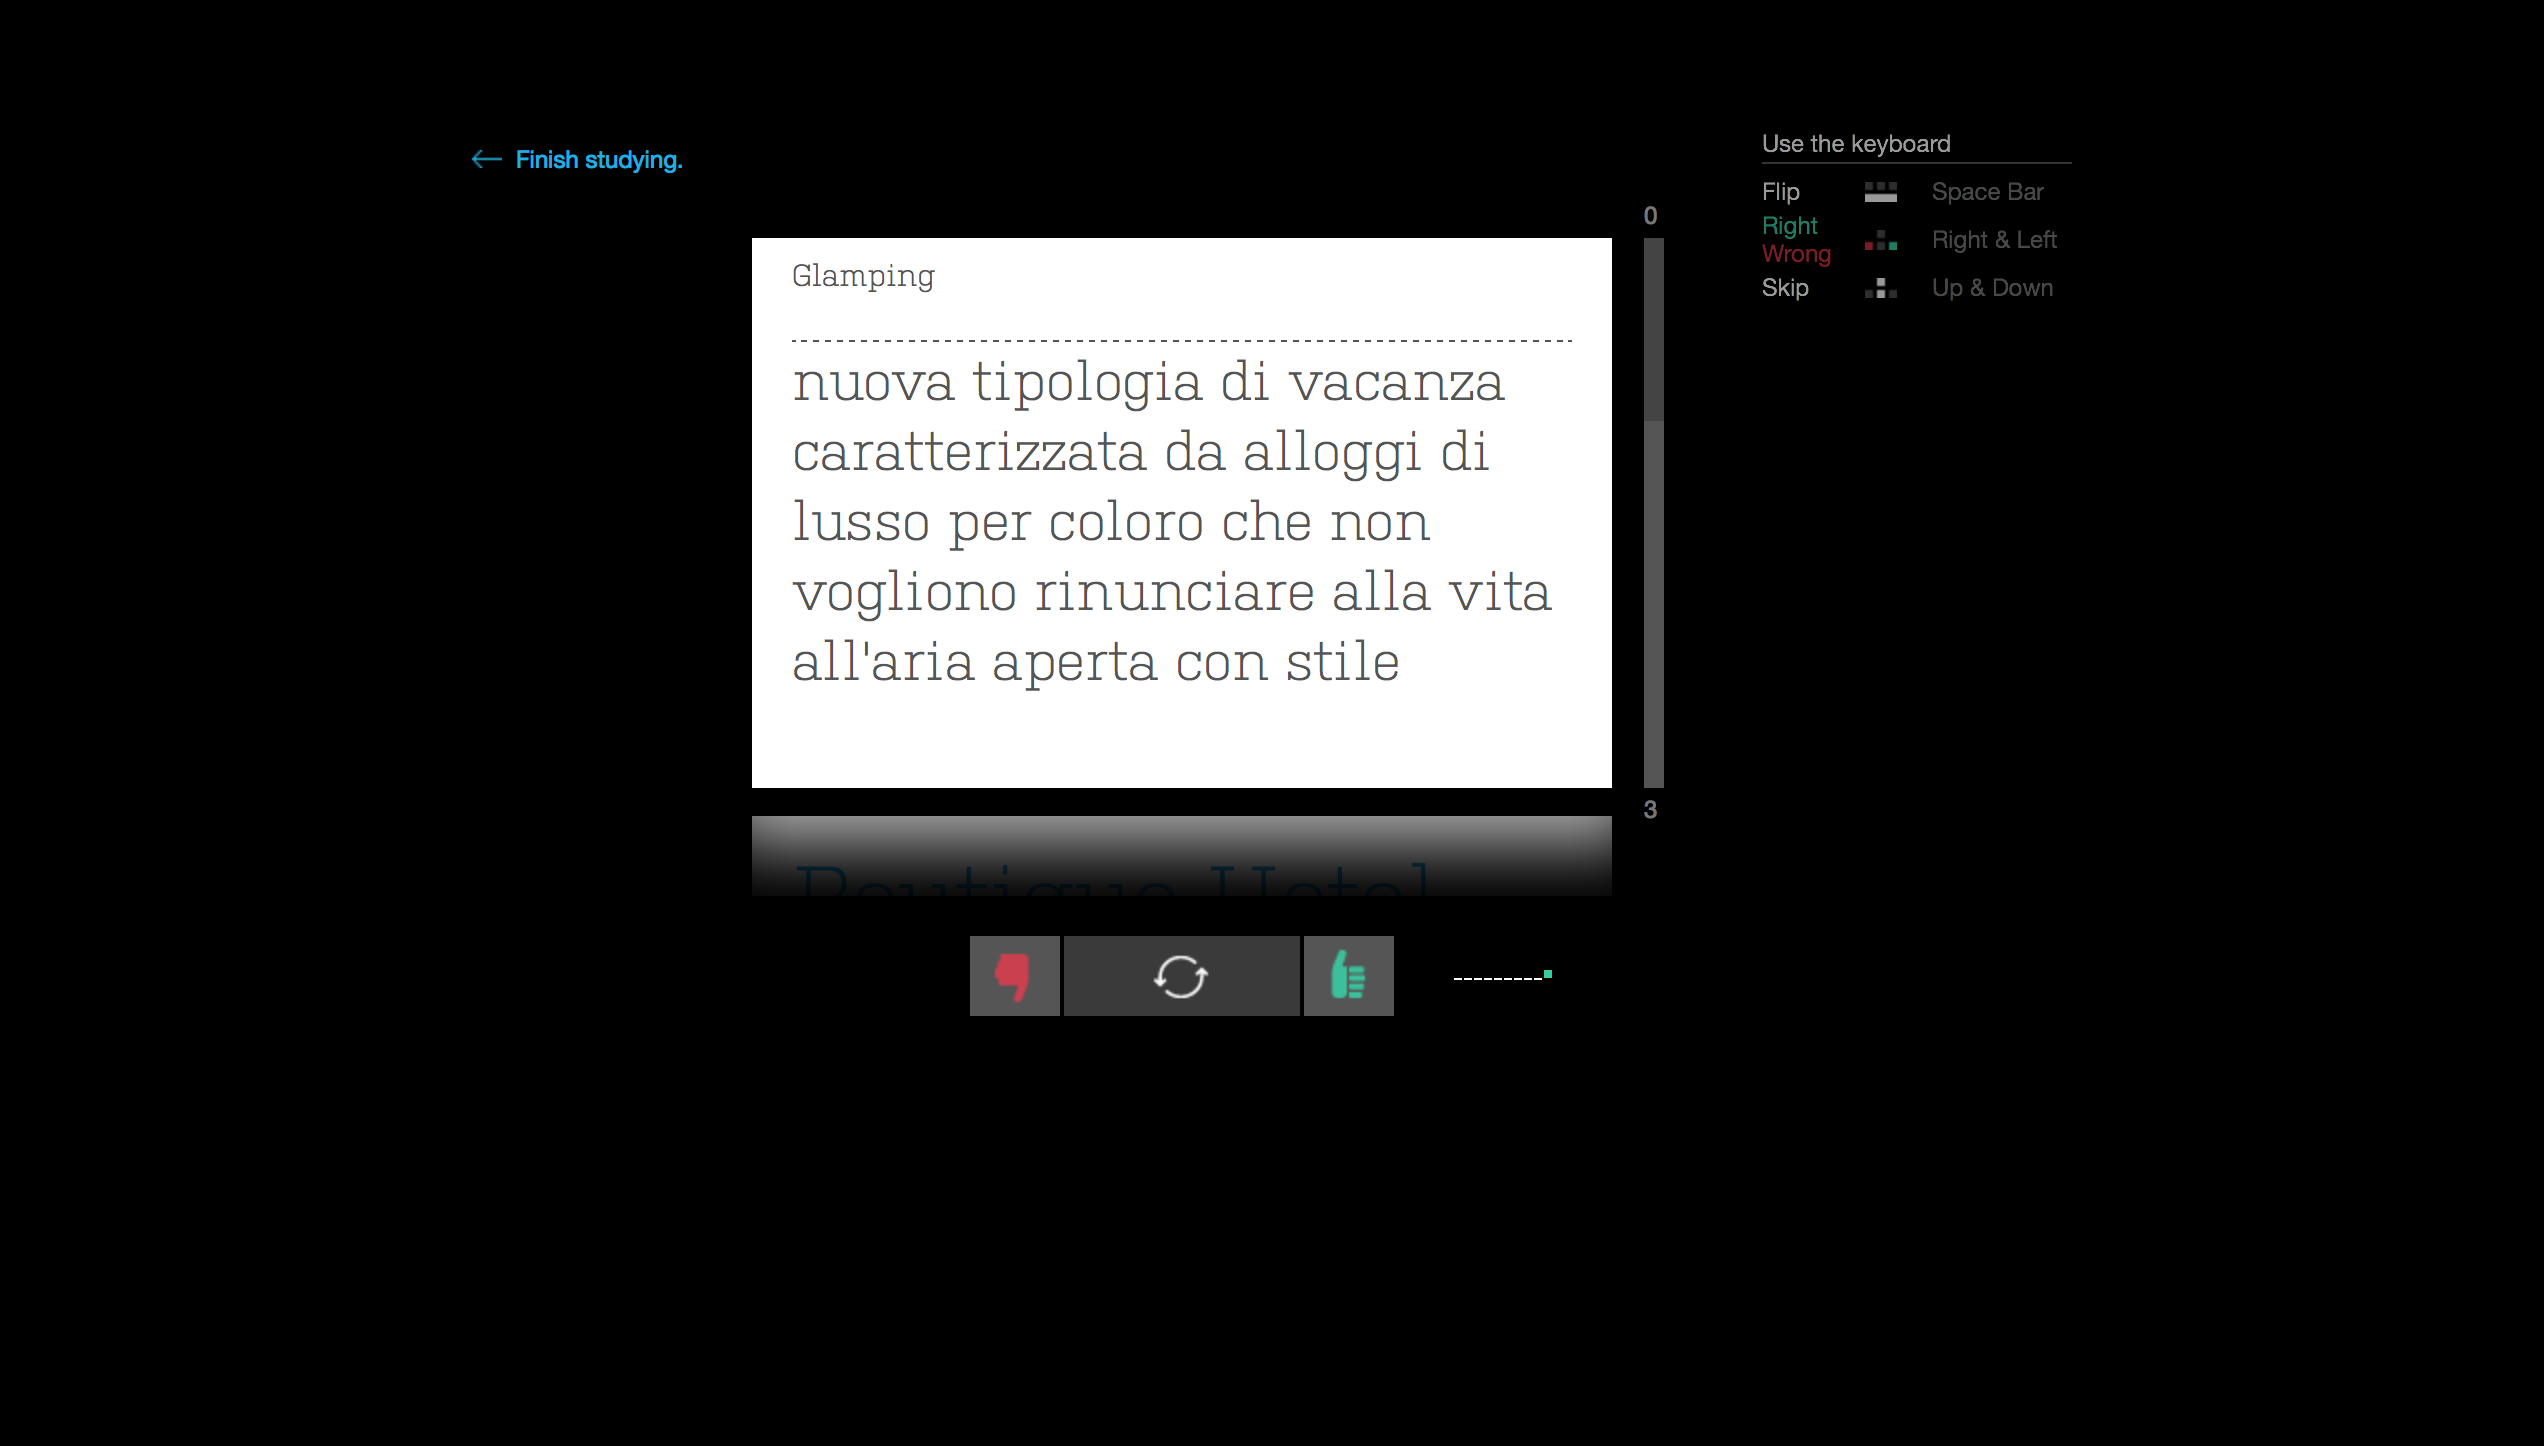 Finish studying.
Use the keyboard
Flip Space Bar
Right
Wrong Right & Left
Skip Up & Down
0
Glamping
nuova tipologia di vacanza
caratterizzata da alloggi di
lusso per coloro che non
vogliono rinunciare alla vita
all'aria aperta con stile
3
Boutique Hotel